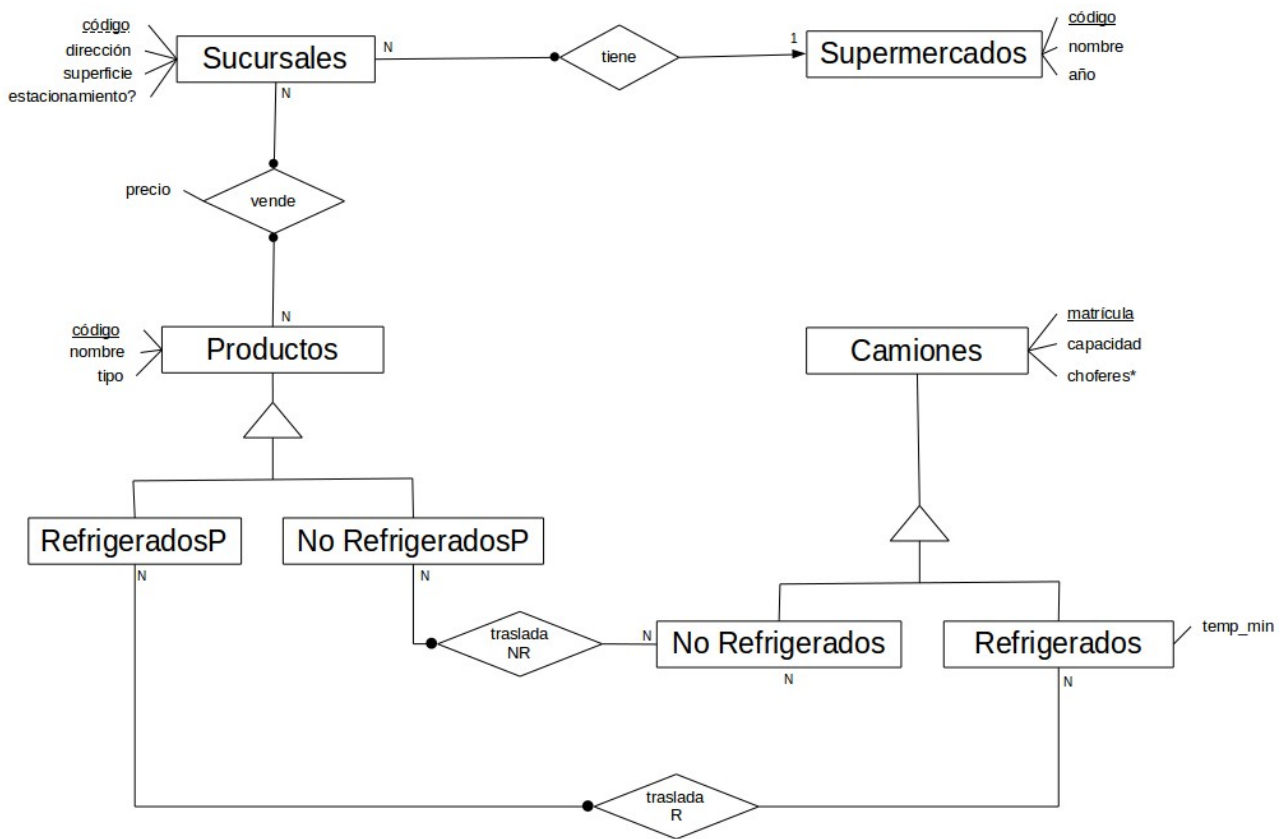 código
dirección
superficie
estacionamiento?
Sucursales
N
tiene
1
Supermercados
código
nombre
año
N
precio
vende
N
código
nombre
tipo
Productos
Camiones
matrícula
capacidad
choferes*
RefrigeradosP
No RefrigeradosP
N
N
traslada
NR
N
No Refrigerados
Refrigerados
temp_min
N
N
traslada
R